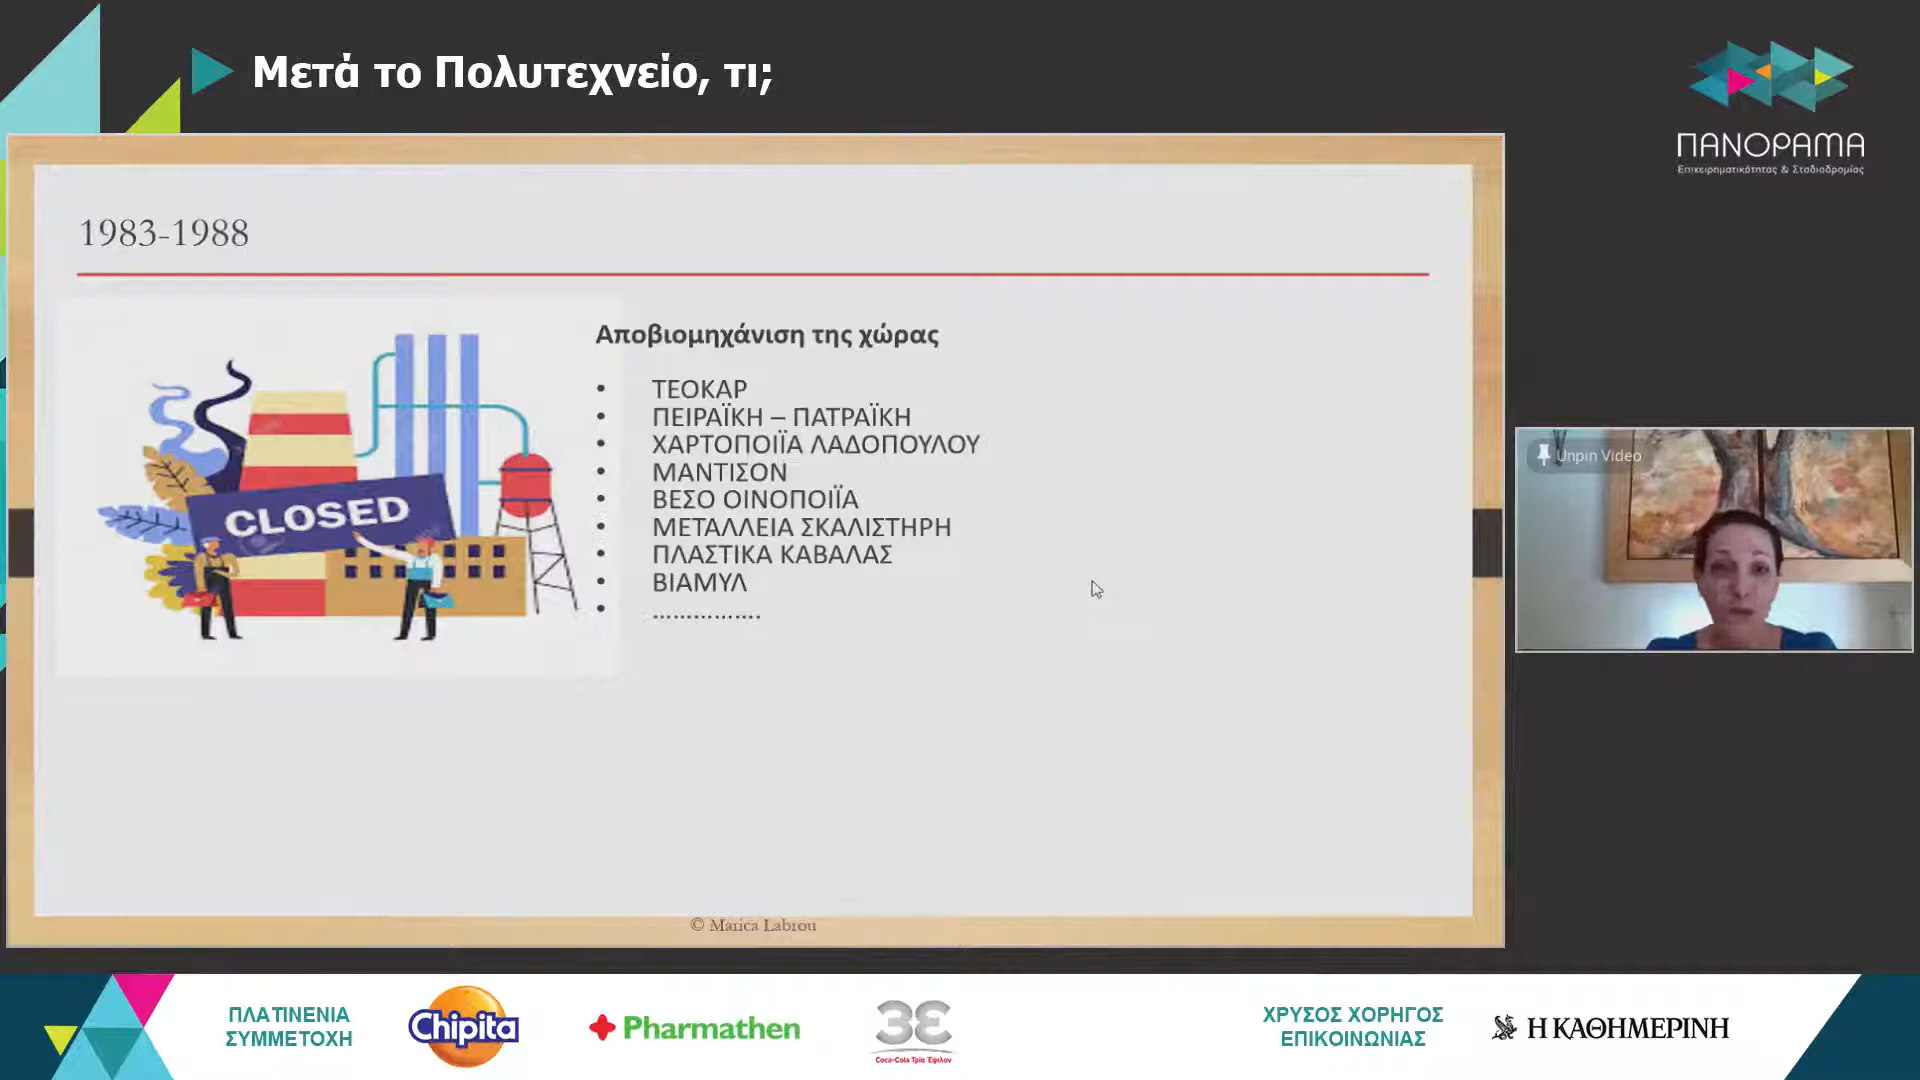 Μετά το Πολυτεχνείο, τι;
ΠΑΝΟΡΑΜΑ
Επιχειρηματικότητας & Σταδιοδρομίας
1983-1988
Αποβιομηχάνιση της χώρας
• ΤΕΟΚΑΡ
• ΠΕΙΡΑΪΚΗ – ΠΑΤΡΑΪΚΗ
• ΧΑΡΤΟΠΟΙΪΑ ΛΑΔΟΠΟΥΛΟΥ
• ΜΑΝΤΙΣΟΝ
• ΒΕΣΟ ΟΙΝΟΠΟΙΪΑ
• ΜΕΤΑΛΛΕΙΑ ΣΚΑΛΙΣΤΗΡΗ
• ΠΛΑΣΤΙΚΑ ΚΑΒΑΛΑΣ
• ΒΙΑΜΥΛ
• ................
CLOSED
Unpin Video
© Marica Labrou
ΠΛΑΤΙΝΕΝΙΑ
ΣΥΜΜΕΤΟΧΗ
Chipita
Pharmathen
3Ε
Coca-Cola Τρία Έψιλον
ΧΡΥΣΟΣ ΧΟΡΗΓΟΣ
ΕΠΙΚΟΙΝΩΝΙΑΣ
Η ΚΑΘΗΜΕΡΙΝΗ